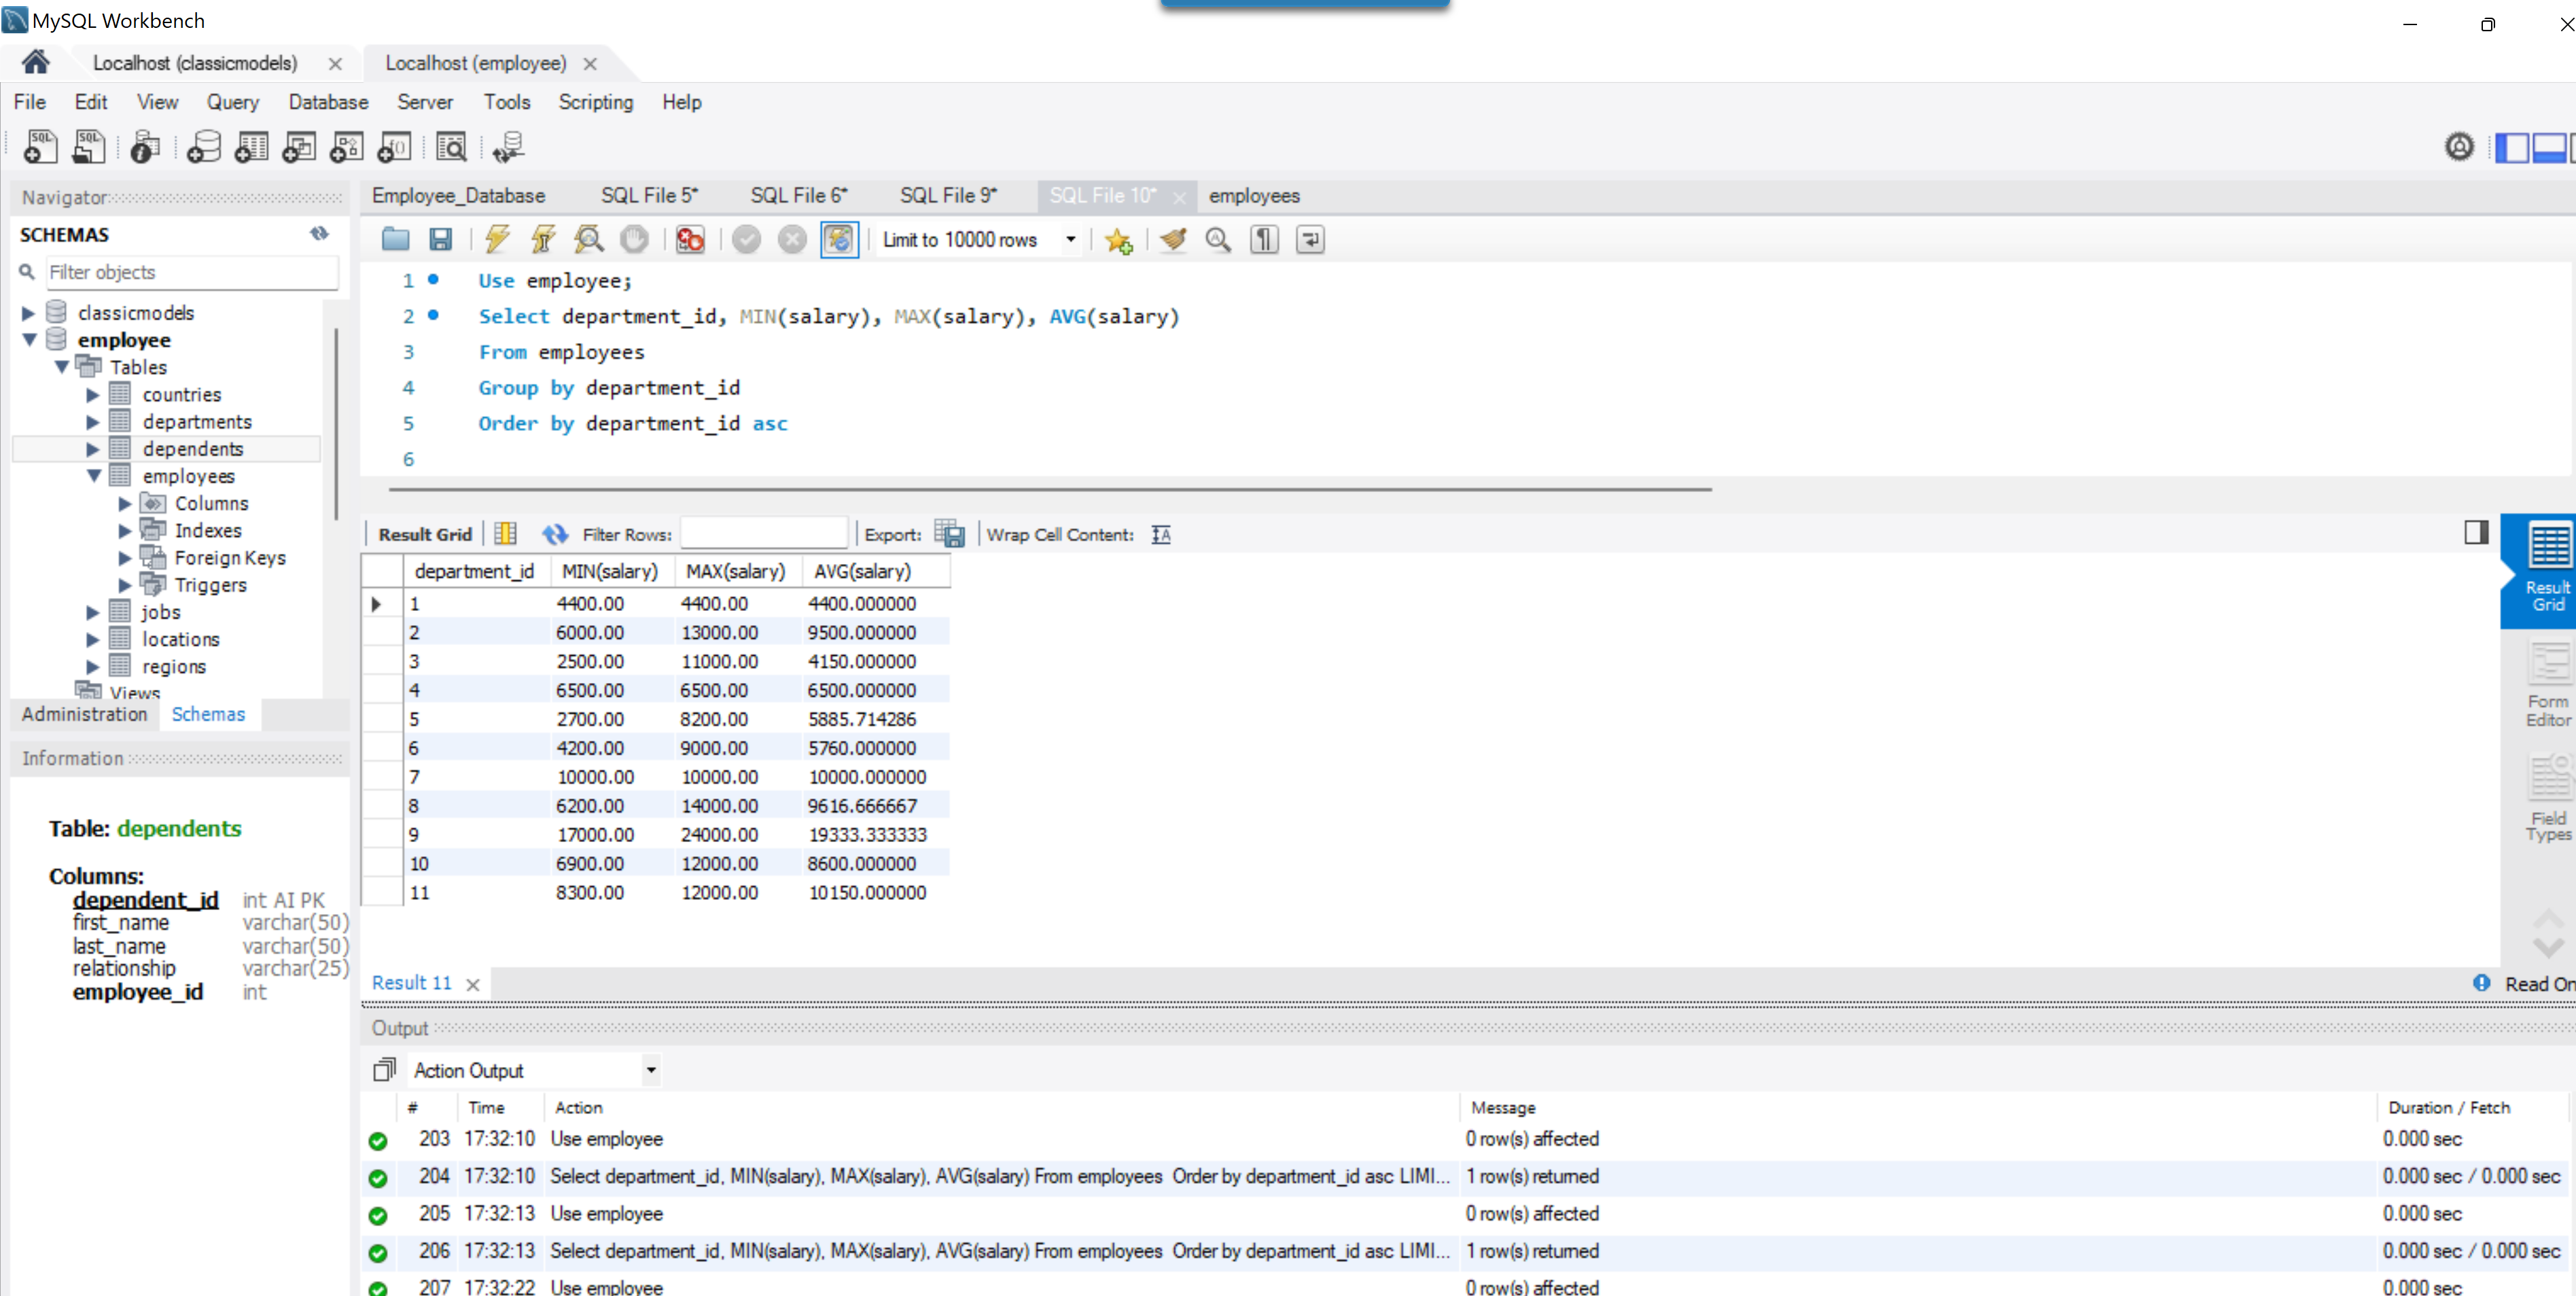 MySQL Workbench
Localhost (classicmodels)
Localhost (employee)
File Edit View Query Database Server Tools Scripting Help
Navigator
SCHEMAS
Filter objects
classicmodels
employee
Tables
countries
departments
dependents
employees
Columns
Indexes
Foreign Keys
Triggers
jobs
locations
regions
Views
Administration Schemas
Information
Table: dependents
Columns:
dependent_id int AI PK
first_name varchar(50)
last_name varchar(50)
relationship varchar(25)
employee_id int
Employee_Database SQL File 5* SQL File 6* SQL File 9* SQL File 10* employees
Limit to 10000 rows
1 Use employee;
2 Select department_id, MIN(salary), MAX(salary), AVG(salary)
3 From employees
4 Group by department_id
5 Order by department_id asc
6
Result Grid Filter Rows: Export: Wrap Cell Content:
department_id MIN(salary) MAX(salary) AVG(salary)
1 4400.00 4400.00 4400.000000
2 6000.00 13000.00 9500.000000
3 2500.00 11000.00 4150.000000
4 6500.00 6500.00 6500.000000
5 2700.00 8200.00 5885.714286
6 4200.00 9000.00 5760.000000
7 10000.00 10000.00 10000.000000
8 6200.00 14000.00 9616.666667
9 17000.00 24000.00 19333.333333
10 6900.00 12000.00 8600.000000
11 8300.00 12000.00 10150.000000
Result
Grid
Form
Editor
Field
Types
Result 11
Read On
Output
Action Output
# Time Action Message Duration / Fetch
203 17:32:10 Use employee 0 row(s) affected 0.000 sec
204 17:32:10 Select department_id, MIN(salary), MAX(salary), AVG(salary) From employees Order by department_id asc LIMI... 1 row(s) returned 0.000 sec / 0.000 sec
205 17:32:13 Use employee 0 row(s) affected 0.000 sec
206 17:32:13 Select department_id, MIN(salary), MAX(salary), AVG(salary) From employees Order by department_id asc LIMI... 1 row(s) returned 0.000 sec / 0.000 sec
207 17:32:22 Use employee 0 row(s) affected 0.000 sec